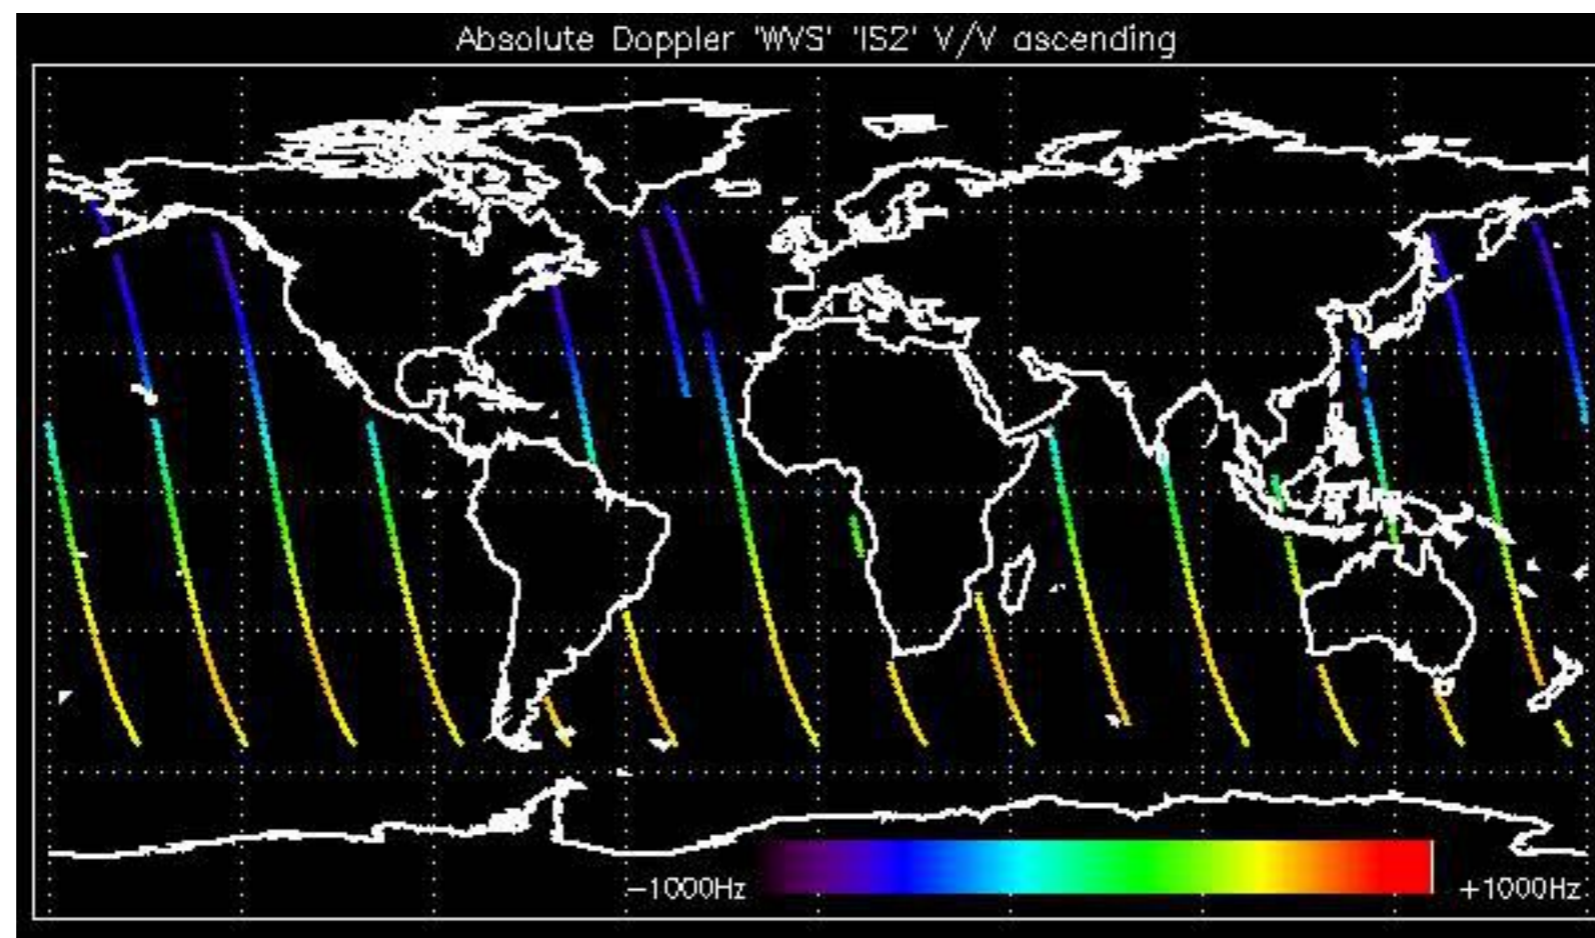 Absolute Doppler 'WVS' 'IS2' V/V ascending
−1000Hz +1000Hz